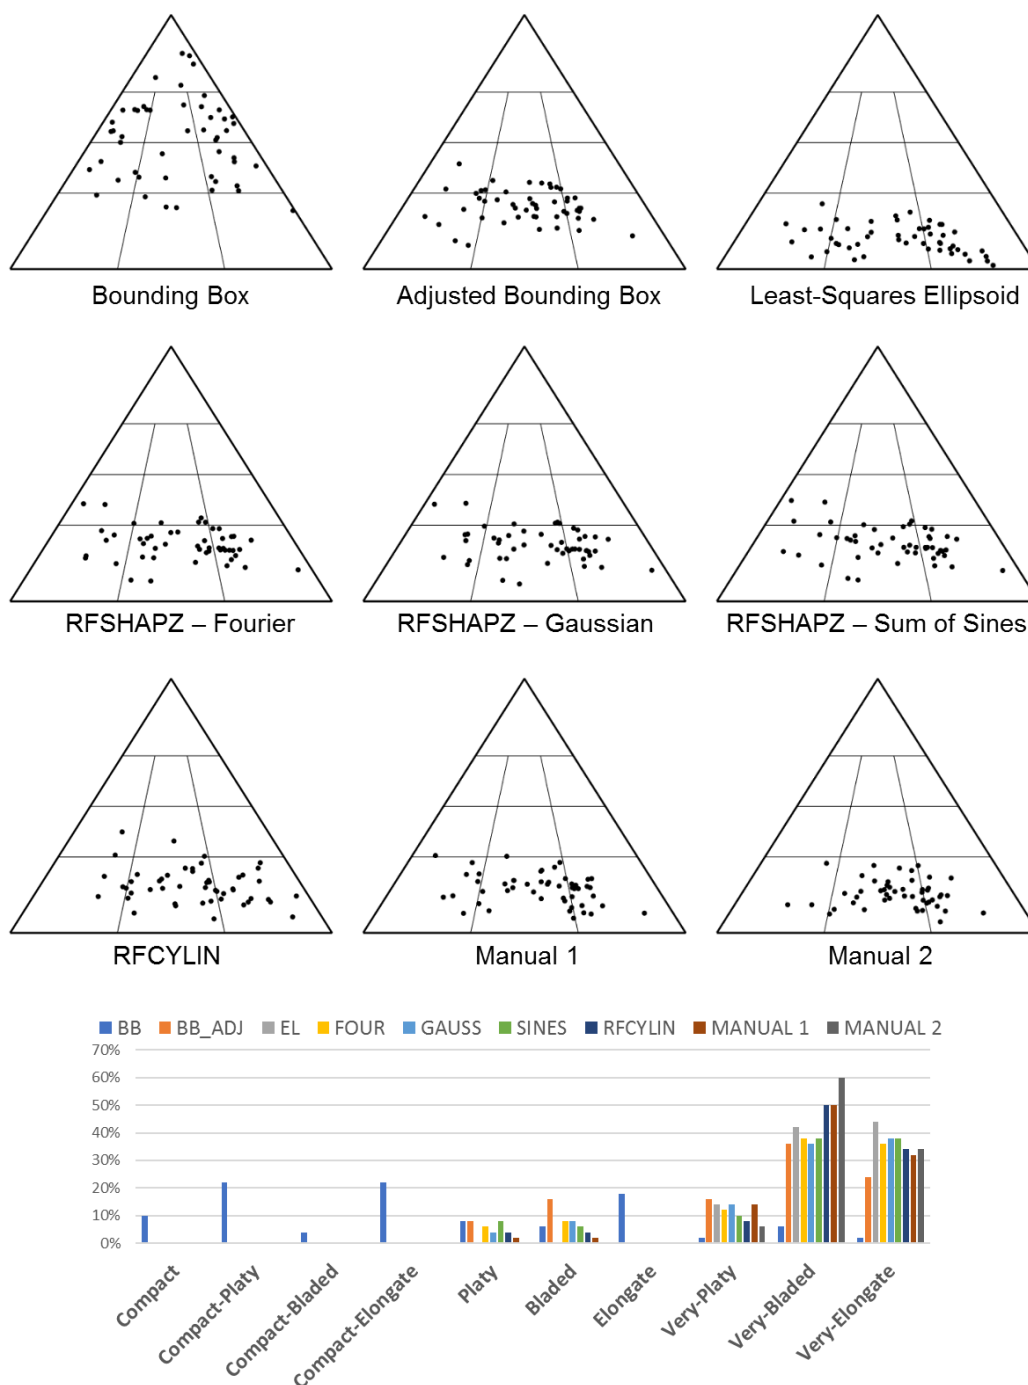 Bounding Box
Adjusted Bounding Box
Least-Squares Ellipsoid
RFSHAPZ – Fourier
RFSHAPZ – Gaussian
RFSHAPZ – Sum of Sines
RFCYLIN
Manual 1
Manual 2
BB BB_ADJ EL FOUR GAUSS SINES RFCYLIN MANUAL 1 MANUAL 2
70%
60%
50%
40%
30%
20%
10%
0%
Compact
Compact-Platy
Compact-Bladed
Compact-Elongate
Platy
Bladed
Elongate
Very-Platy
Very-Bladed
Very-Elongate